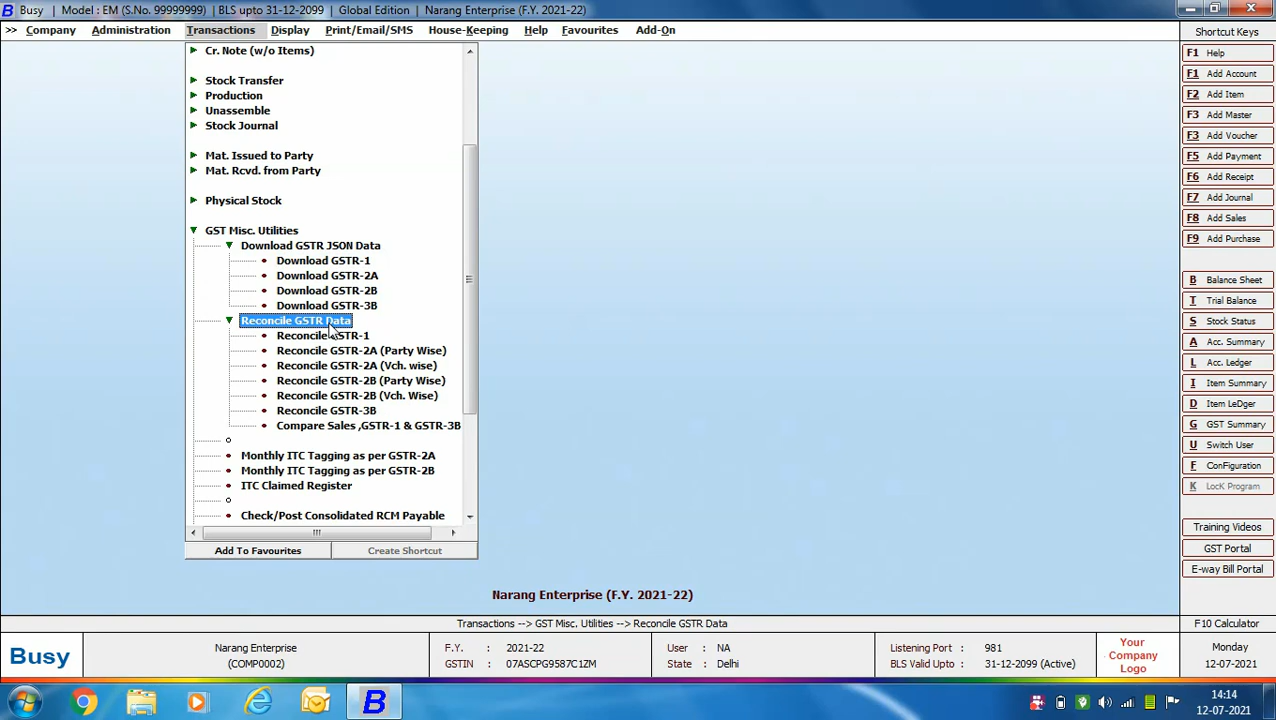 Busy | Model : EM (S.No. 99999999) | BLS upto 31-12-2099 | Global Edition | Narang Enterprise (F.Y. 2021-22)
>> Company Administration Transactions Display Print/Email/SMS House-Keeping Help Favourites Add-On
Cr. Note (w/o Items)
Stock Transfer
Production
Unassemble
Stock Journal
Mat. Issued to Party
Mat. Rcvd. from Party
Physical Stock
GST Misc. Utilities
Download GSTR JSON Data
Download GSTR-1
Download GSTR-2A
Download GSTR-2B
Download GSTR-3B
Reconcile GSTR Data
Reconcile GSTR-1
Reconcile GSTR-2A (Party Wise)
Reconcile GSTR-2A (Vch. wise)
Reconcile GSTR-2B (Party Wise)
Reconcile GSTR-2B (Vch. Wise)
Reconcile GSTR-3B
Compare Sales ,GSTR-1 & GSTR-3B
Monthly ITC Tagging as per GSTR-2A
Monthly ITC Tagging as per GSTR-2B
ITC Claimed Register
Check/Post Consolidated RCM Payable
Add To Favourites Create Shortcut
Shortcut Keys
F1 Help
F1 Add Account
F2 Add Item
F3 Add Master
F3 Add Voucher
F5 Add Payment
F6 Add Receipt
F7 Add Journal
F8 Add Sales
F9 Add Purchase
B Balance Sheet
T Trial Balance
S Stock Status
A Acc. Summary
L Acc. Ledger
I Item Summary
D Item LeDger
G GST Summary
U Switch User
F ConFiguration
K LocK Program
Training Videos
GST Portal
E-way Bill Portal
Narang Enterprise (F.Y. 2021-22)
Transactions --> GST Misc. Utilities --> Reconcile GSTR Data
F10 Calculator
Busy
Narang Enterprise
(COMP0002)
F.Y. 2021-22
GSTIN : 07ASCPG9587C1ZM
User : NA
State : Delhi
Listening Port : 981
BLS Valid Upto : 31-12-2099 (Active)
Your
Company
Logo
Monday
12-07-2021
14:14
12-07-2021